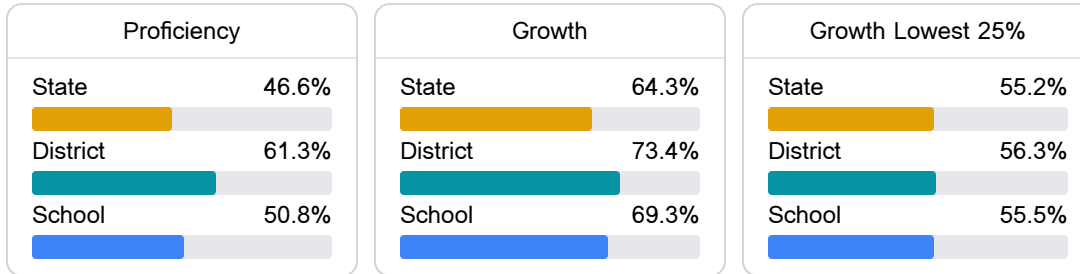 Proficiency
State 46.6%
District 61.3%
School 50.8%
Growth
State 64.3%
District 73.4%
School 69.3%
Growth Lowest 25%
State 55.2%
District 56.3%
School 55.5%